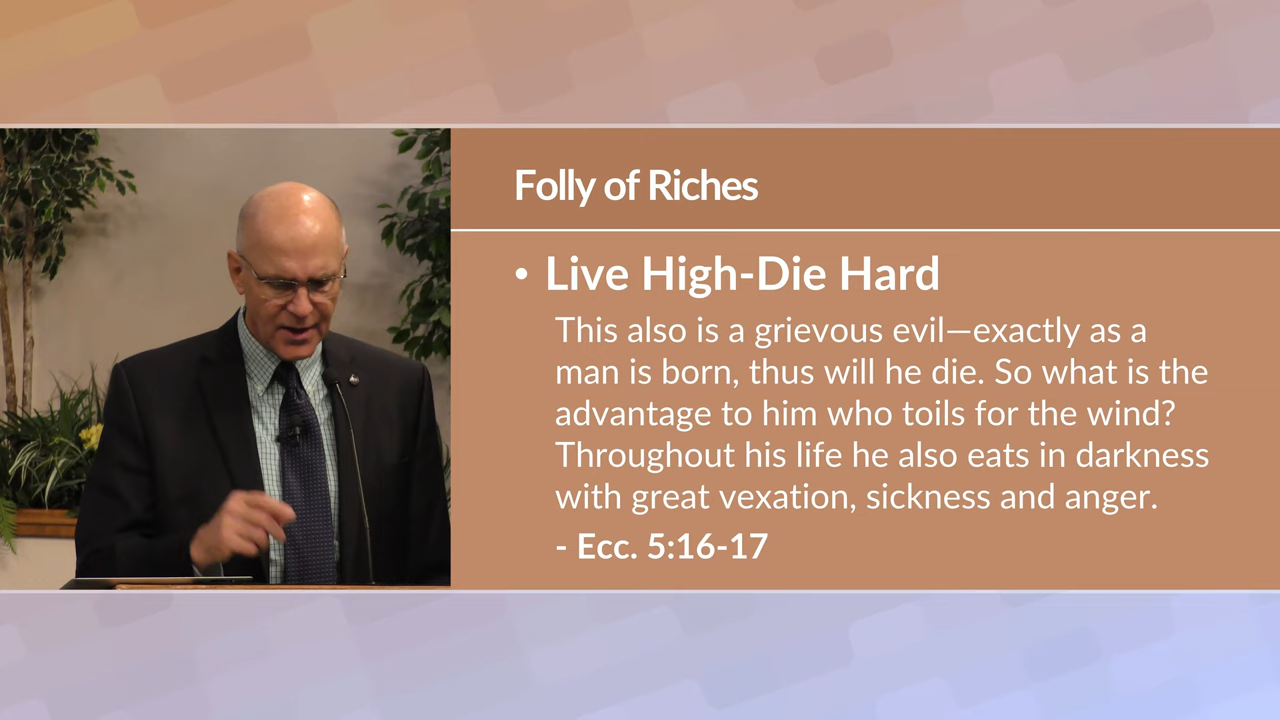 Folly of Riches
• Live High-Die Hard
This also is a grievous evil—exactly as a
man is born, thus will he die. So what is the
advantage to him who toils for the wind?
Throughout his life he also eats in darkness
with great vexation, sickness and anger.
- Ecc. 5:16-17